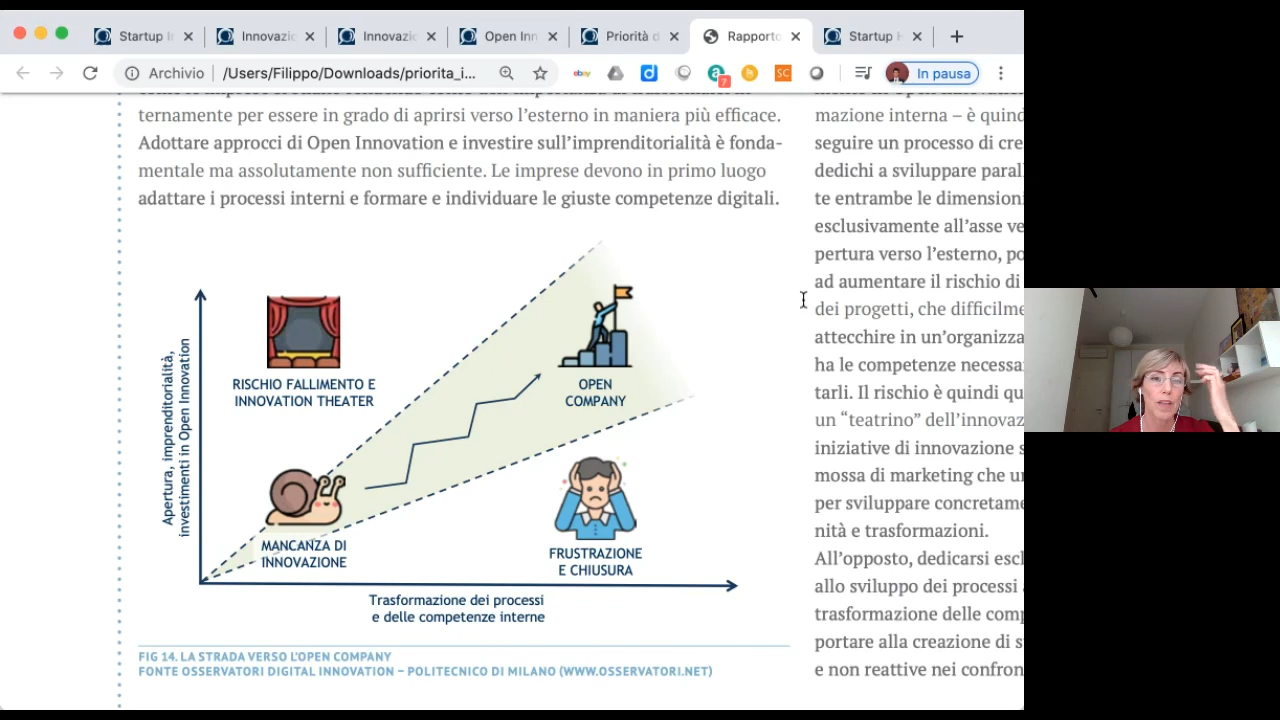 Startup I
Innovazi
Innovazi
Open Inn
Priorità d
Rapporto
Startup H
Archivio
/Users/Filippo/Downloads/priorita_i...
ebay
7
SC
In pausa
ternamente per essere in grado di aprirsi verso l'esterno in maniera più efficace.
Adottare approcci di Open Innovation e investire sull'imprenditorialità è fonda-
mentale ma assolutamente non sufficiente. Le imprese devono in primo luogo
adattare i processi interni e formare e individuare le giuste competenze digitali.
Apertura, imprenditorialità,
investimenti in Open Innovation
RISCHIO FALLIMENTO E
INNOVATION THEATER
OPEN
COMPANY
MANCANZA DI
INNOVAZIONE
FRUSTRAZIONE
E CHIUSURA
Trasformazione dei processi
e delle competenze interne
FIG 14. LA STRADA VERSO L'OPEN COMPANY
FONTE OSSERVATORI DIGITAL INNOVATION – POLITECNICO DI MILANO (WWW.OSSERVATORI.NET)
mazione interna – è quind
seguire un processo di cre
dedichi a sviluppare paral
te entrambe le dimensioni
esclusivamente all'asse ve
pertura verso l'esterno, po
ad aumentare il rischio di
dei progetti, che difficilme
attecchire in un'organizza
ha le competenze necessa
tarli. Il rischio è quindi qu
un “teatrino” dell'innovaz
iniziative di innovazione s
mossa di marketing che un
per sviluppare concretame
nità e trasformazioni.
All'opposto, dedicarsi escl
allo sviluppo dei processi
trasformazione delle comp
portare alla creazione di s
e non reattive nei confron